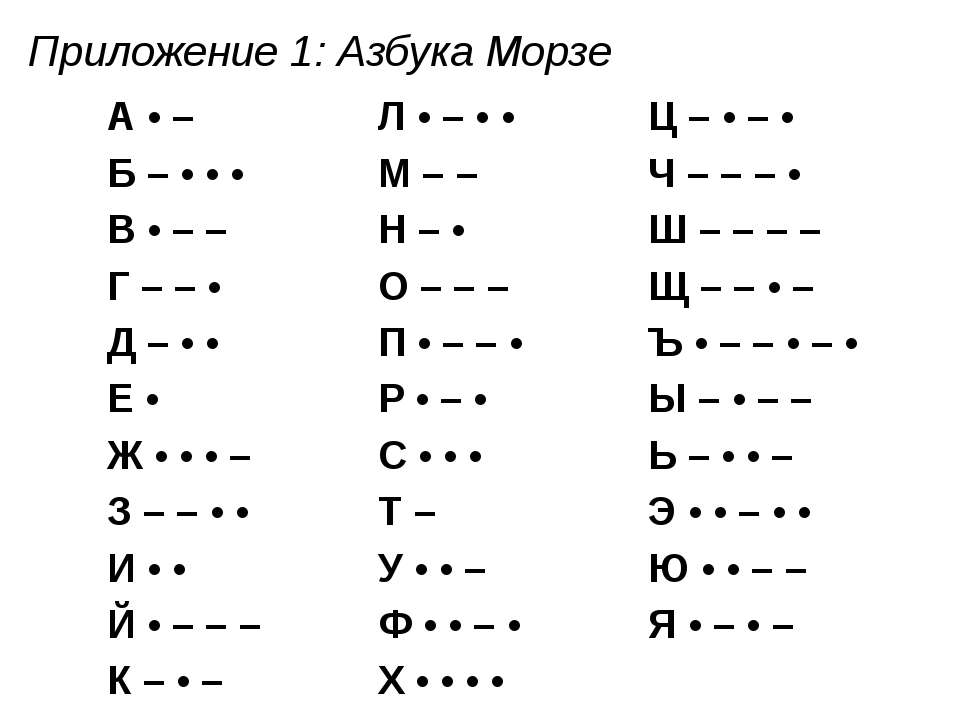 Приложение 1: Азбука Морзе
А • –
Б – • • •
В • – –
Г – – •
Д – • •
Е •
Ж • • • –
З – – • •
И • •
Й • – – –
К – • –
Л • – • •
М – –
Н – •
О – – –
П • – – •
Р • – •
С • • •
Т –
У • • –
Ф • • – •
Х • • • •
Ц – • – •
Ч – – – •
Ш – – – –
Щ – – • –
Ъ • – – • – •
Ы – • – –
Ь – • • –
Э • • – • •
Ю • • – –
Я • – • –